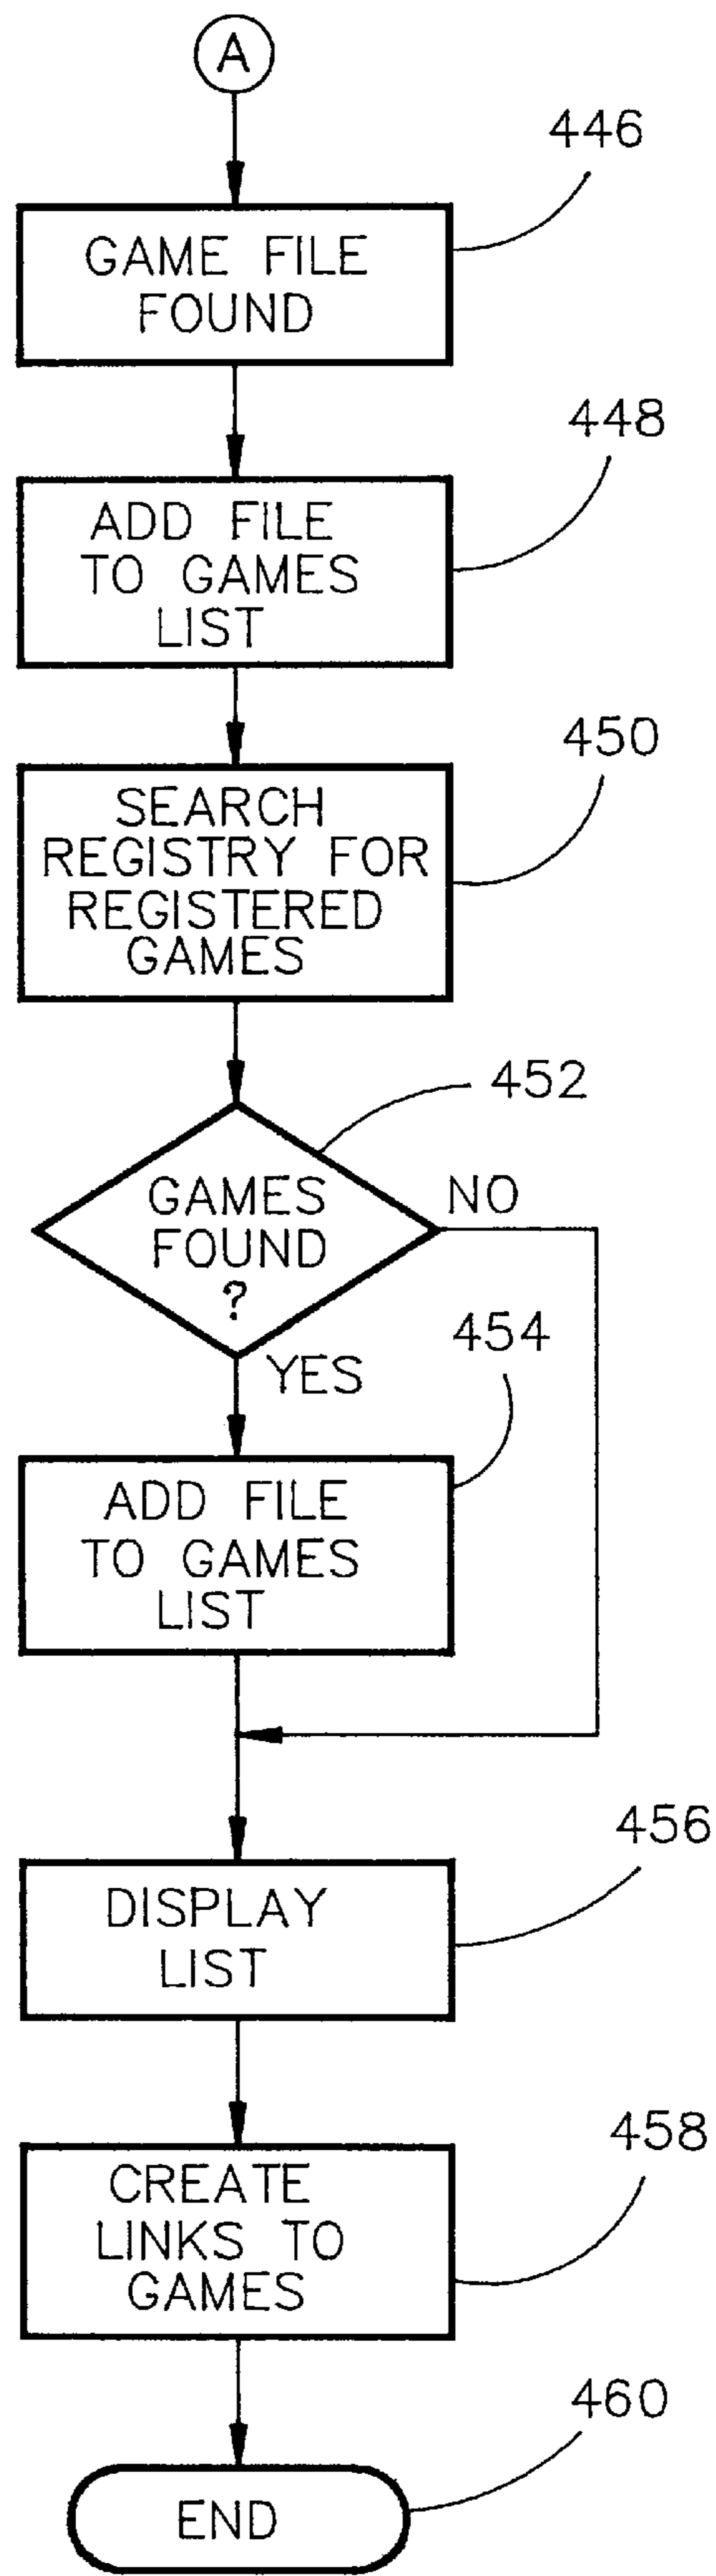 A
446
GAME FILE
FOUND
448
ADD FILE
TO GAMES
LIST
450
SEARCH
REGISTRY FOR
REGISTERED
GAMES
452
GAMES
FOUND
?
NO
YES
454
ADD FILE
TO GAMES
LIST
456
DISPLAY
LIST
458
CREATE
LINKS TO
GAMES
460
END